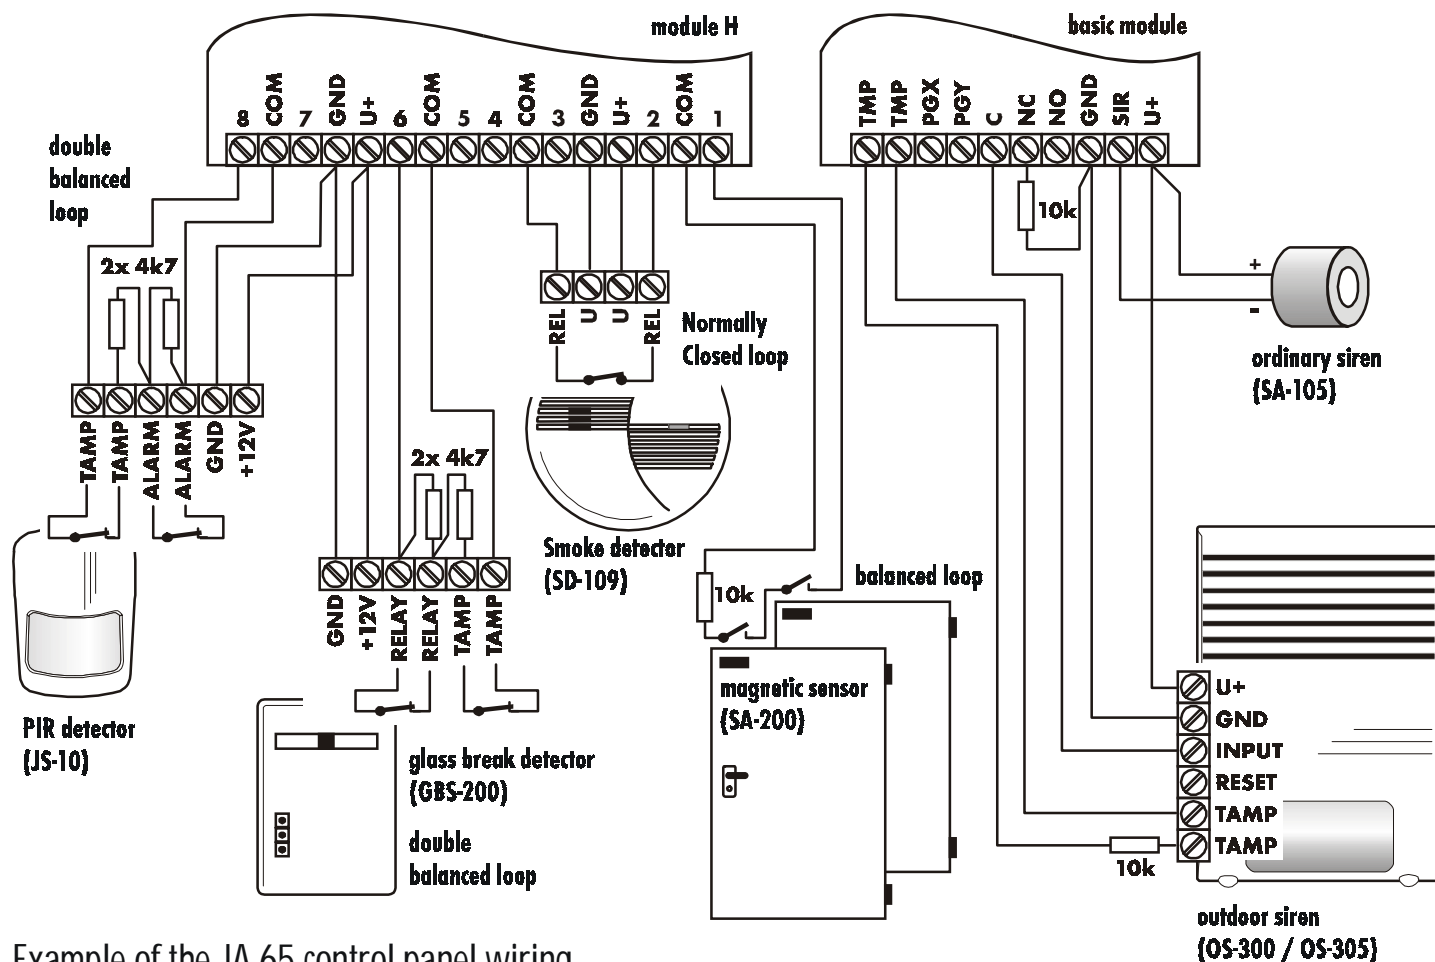 module H
basic module
8 COM 7 GND U+ 6 COM 5 4 COM 3 GND U+ 2 COM 1
TMP TMP PGX PGY C NC NO GND SIR U+
double
balanced
loop
2x 4k7
TAMP TAMP ALARM ALARM GND +12V
PIR detector
(JS-10)
2x 4k7
GND +12V RELAY RELAY TAMP TAMP
glass break detector
(GBS-200)
double
balanced loop
REL U U REL
Normally
Closed loop
Smoke detector
(SD-109)
10k
balanced loop
magnetic sensor
(SA-200)
10k
+
-
ordinary siren
(SA-105)
U+
GND
INPUT
RESET
TAMP
TAMP
10k
outdoor siren
(OS-300 / OS-305)
Example of the JA 65 control panel wiring